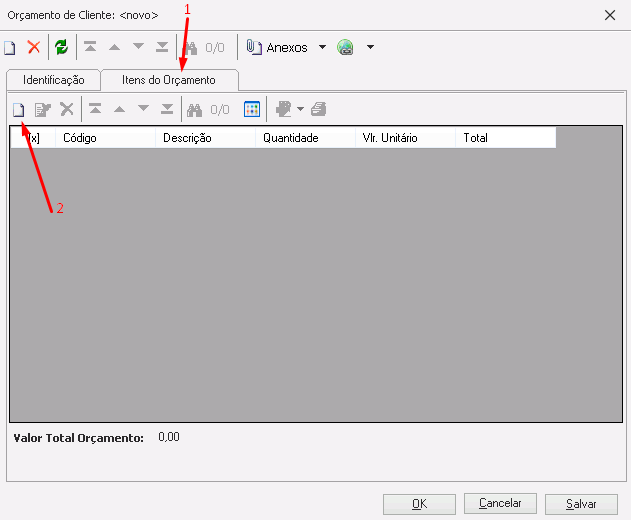 Orçamento de Cliente: <novo>
1
0/0 Anexos
Identificação Itens do Orçamento
0/0
[x] Código Descrição Quantidade Vlr. Unitário Total
2
Valor Total Orçamento: 0,00
OK Cancelar Salvar